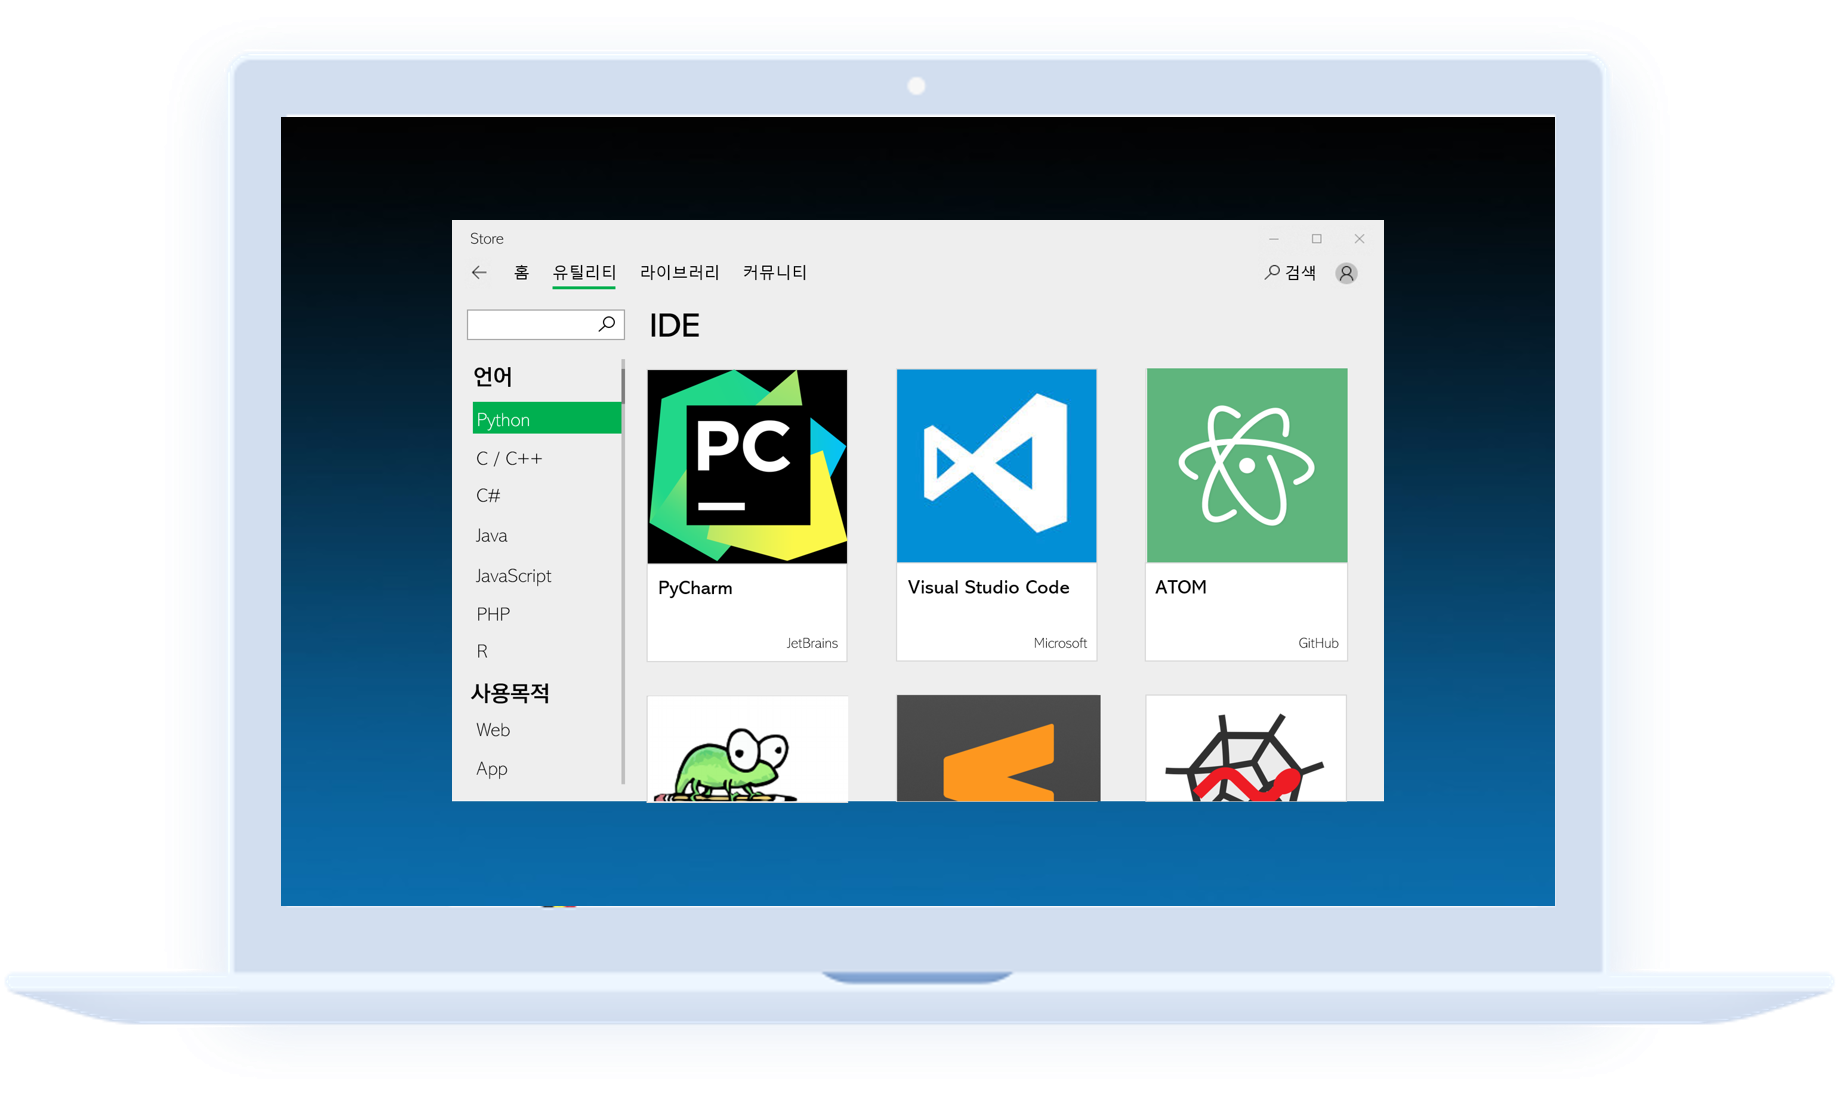 Store
홈 유틸리티 라이브러리 커뮤니티 검색
IDE
언어
Python
C / C++
C#
Java
JavaScript
PHP
R
사용목적
Web
App
PC
PyCharm
JetBrains
Visual Studio Code
Microsoft
ATOM
GitHub